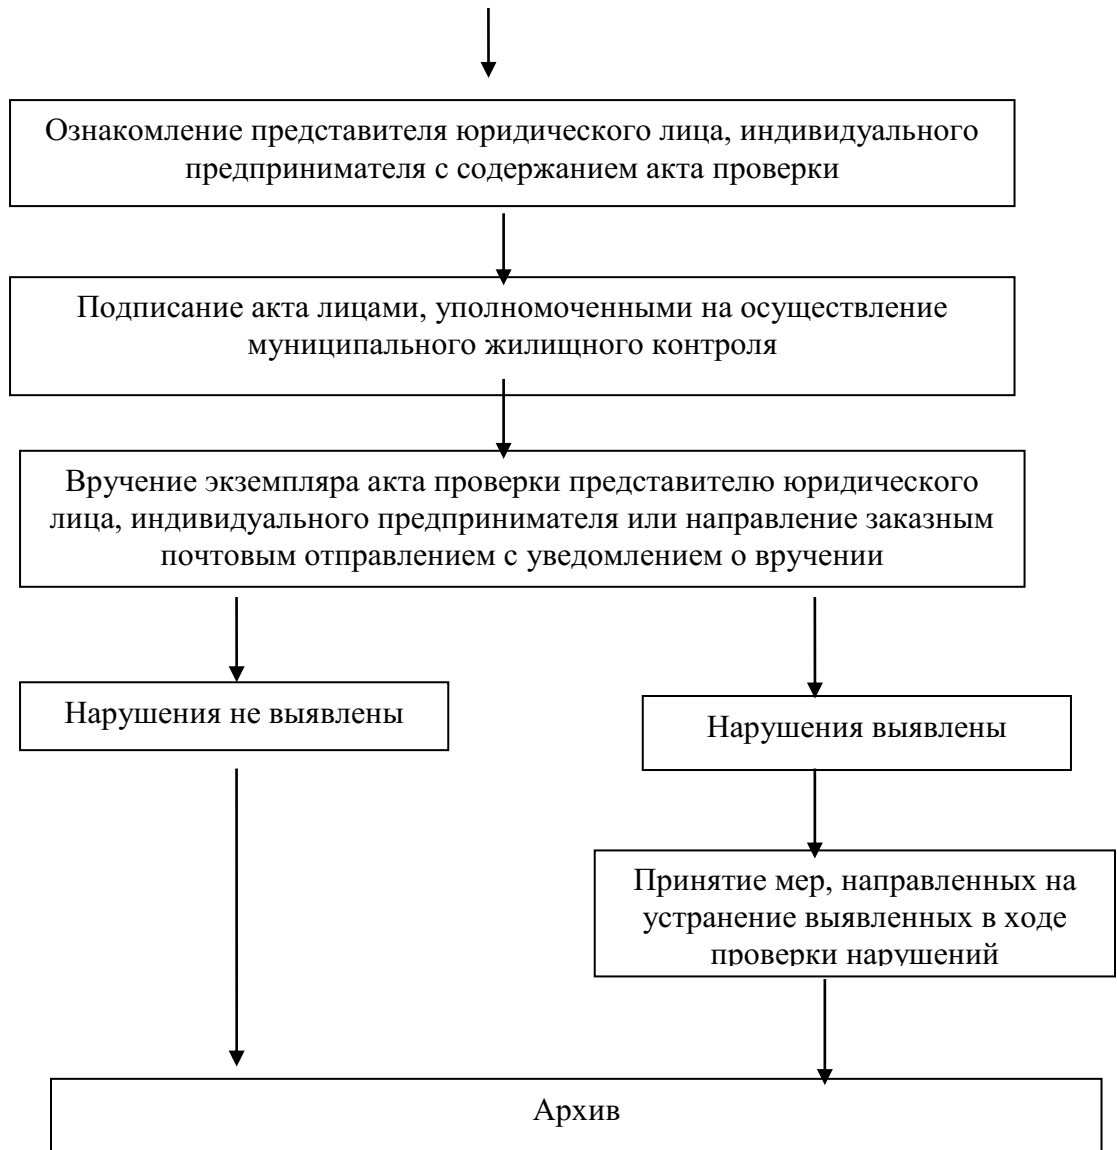 Ознакомление представителя юридического лица, индивидуального
предпринимателя с содержанием акта проверки
Подписание акта лицами, уполномоченными на осуществление
муниципального жилищного контроля
Вручение экземпляра акта проверки представителю юридического
лица, индивидуального предпринимателя или направление заказным
почтовым отправлением с уведомлением о вручении
Нарушения не выявлены
Нарушения выявлены
Принятие мер, направленных на
устранение выявленных в ходе
проверки нарушений
Архив